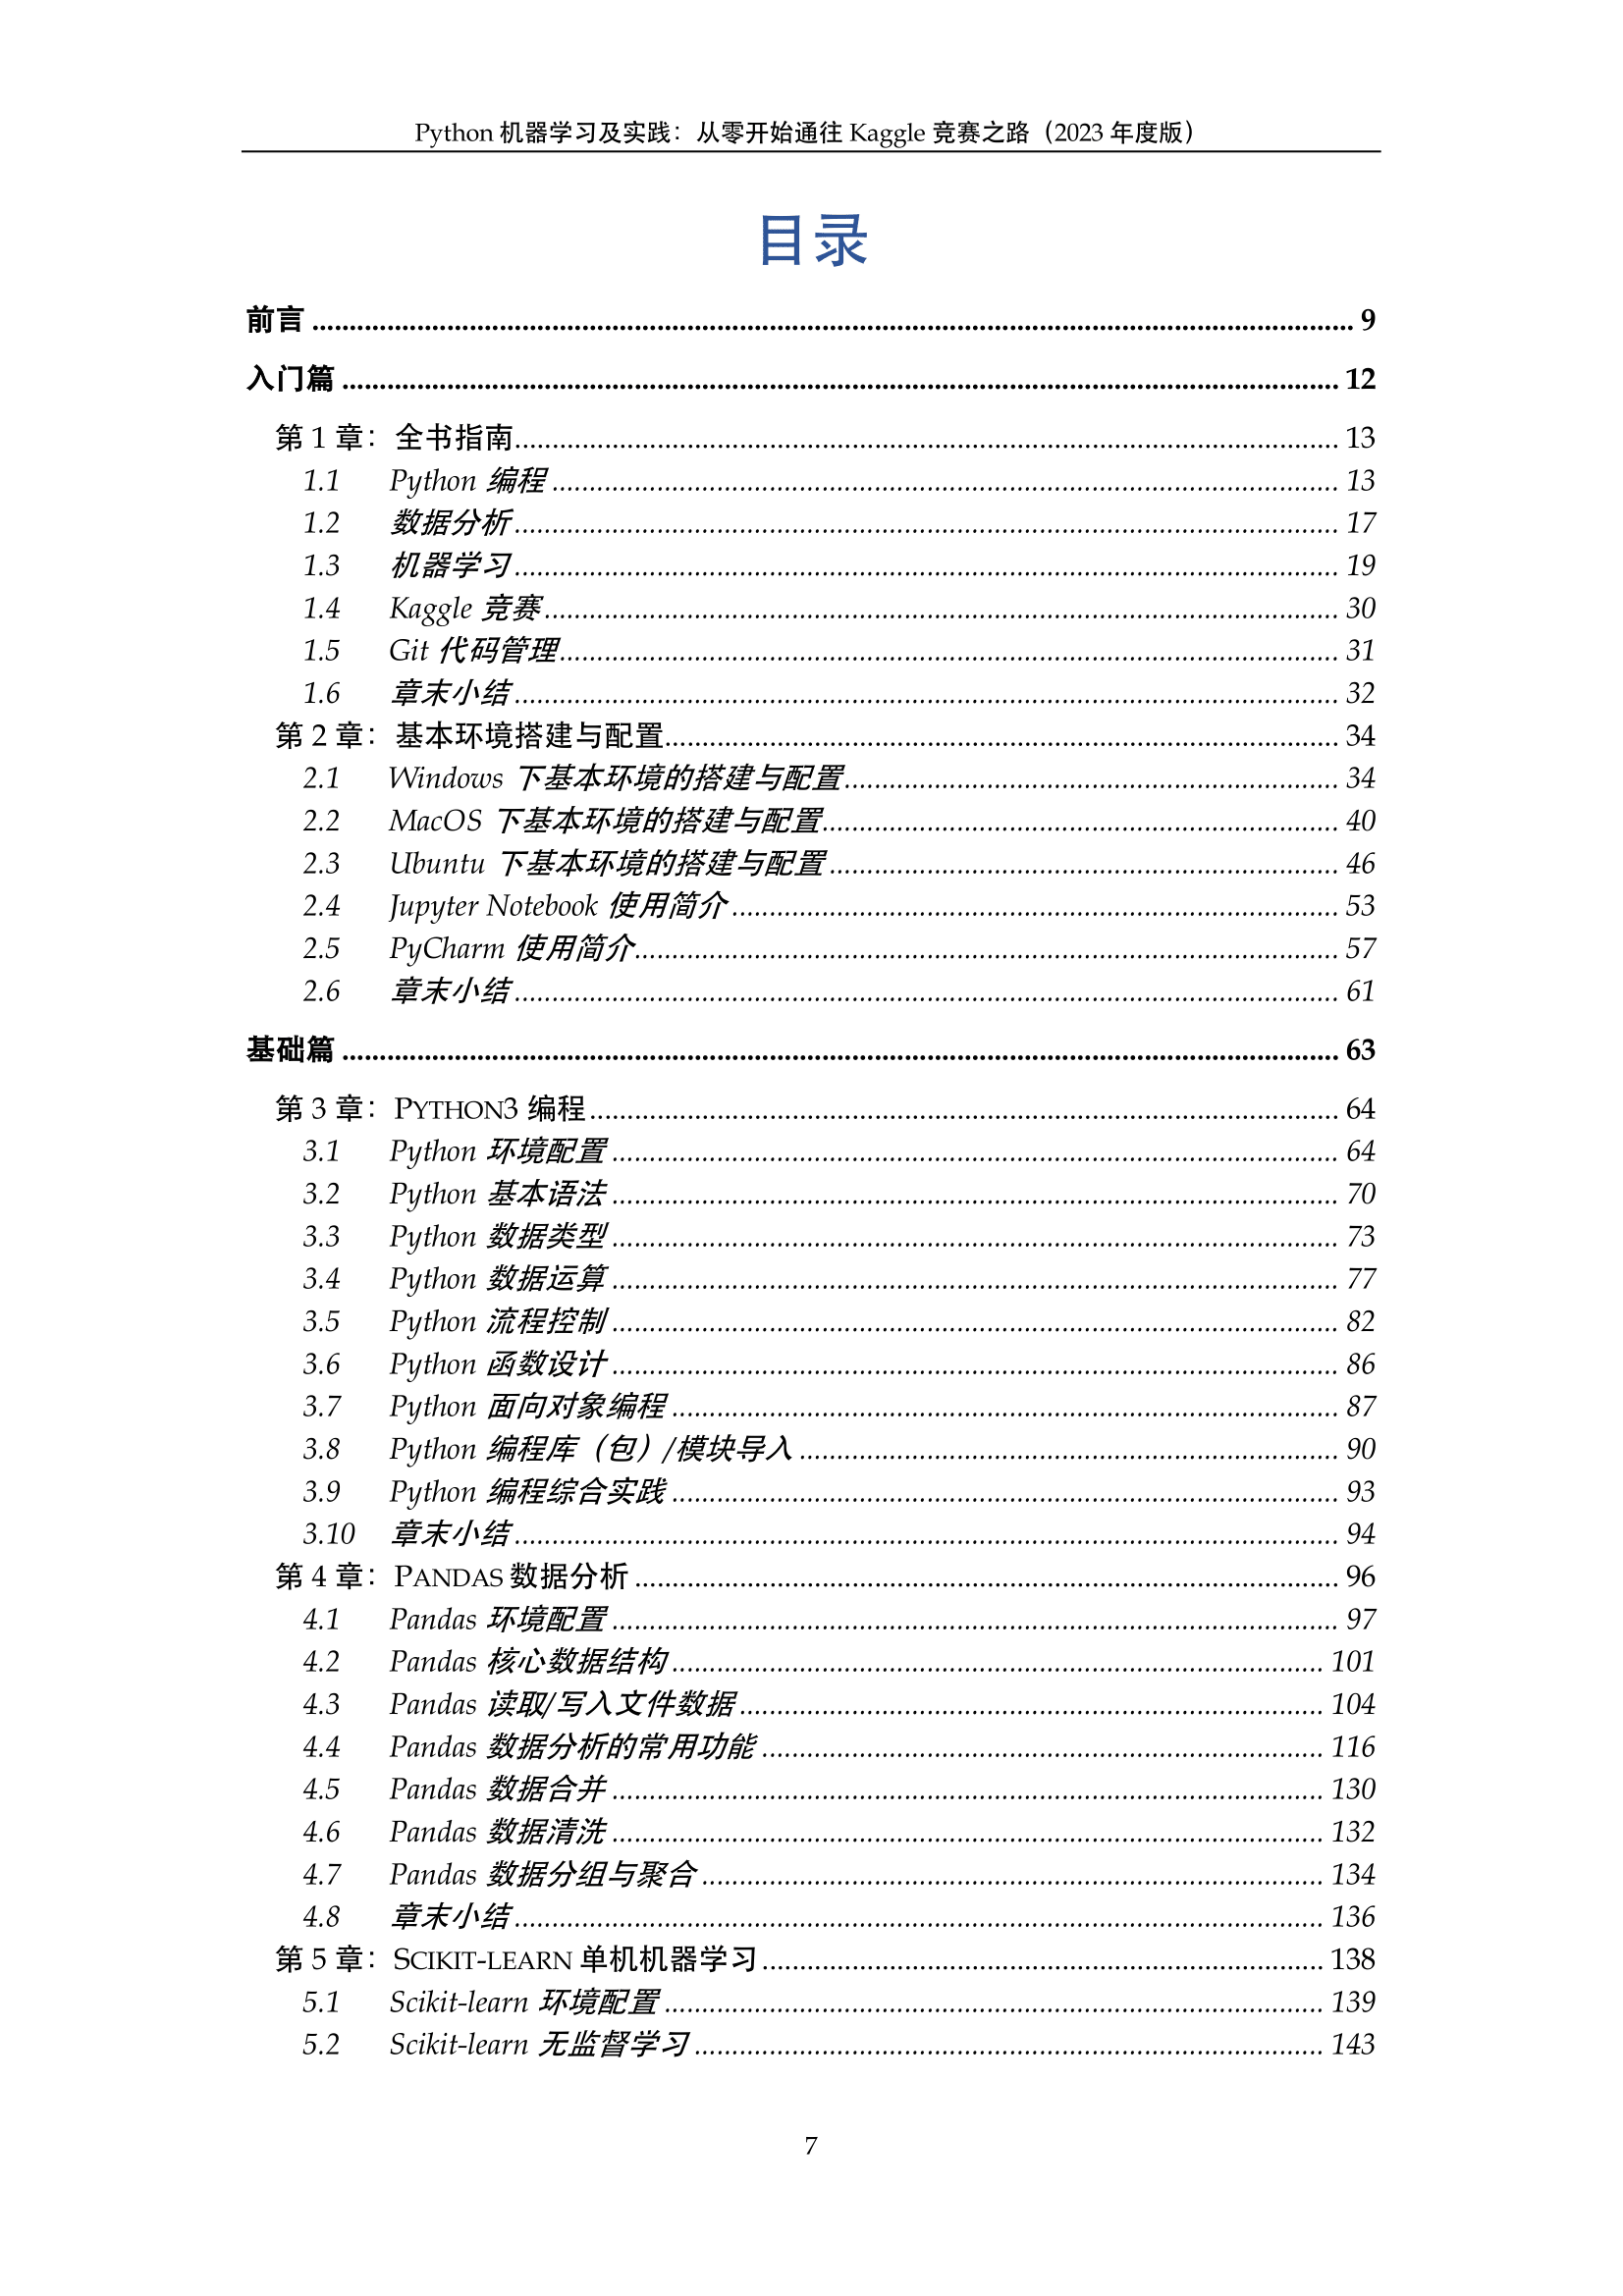 Python 机器学习及实践：从零开始通往 Kaggle 竞赛之路（2023 年度版）
目录
前言 ........ 9
入门篇 ........ 12
第 1 章：全书指南 ........ 13
1.1 Python 编程 ........ 13
1.2 数据分析 ........ 17
1.3 机器学习 ........ 19
1.4 Kaggle 竞赛 ........ 30
1.5 Git 代码管理 ........ 31
1.6 章末小结 ........ 32
第 2 章：基本环境搭建与配置 ........ 34
2.1 Windows 下基本环境的搭建与配置 ........ 34
2.2 MacOS 下基本环境的搭建与配置 ........ 40
2.3 Ubuntu 下基本环境的搭建与配置 ........ 46
2.4 Jupyter Notebook 使用简介 ........ 53
2.5 PyCharm 使用简介 ........ 57
2.6 章末小结 ........ 61
基础篇 ........ 63
第 3 章：PYTHON3 编程 ........ 64
3.1 Python 环境配置 ........ 64
3.2 Python 基本语法 ........ 70
3.3 Python 数据类型 ........ 73
3.4 Python 数据运算 ........ 77
3.5 Python 流程控制 ........ 82
3.6 Python 函数设计 ........ 86
3.7 Python 面向对象编程 ........ 87
3.8 Python 编程库（包）/模块导入 ........ 90
3.9 Python 编程综合实践 ........ 93
3.10 章末小结 ........ 94
第 4 章：PANDAS 数据分析 ........ 96
4.1 Pandas 环境配置 ........ 97
4.2 Pandas 核心数据结构 ........ 101
4.3 Pandas 读取/写入文件数据 ........ 104
4.4 Pandas 数据分析的常用功能 ........ 116
4.5 Pandas 数据合并 ........ 130
4.6 Pandas 数据清洗 ........ 132
4.7 Pandas 数据分组与聚合 ........ 134
4.8 章末小结 ........ 136
第 5 章：SCIKIT-LEARN 单机机器学习 ........ 138
5.1 Scikit-learn 环境配置 ........ 139
5.2 Scikit-learn 无监督学习 ........ 143
7